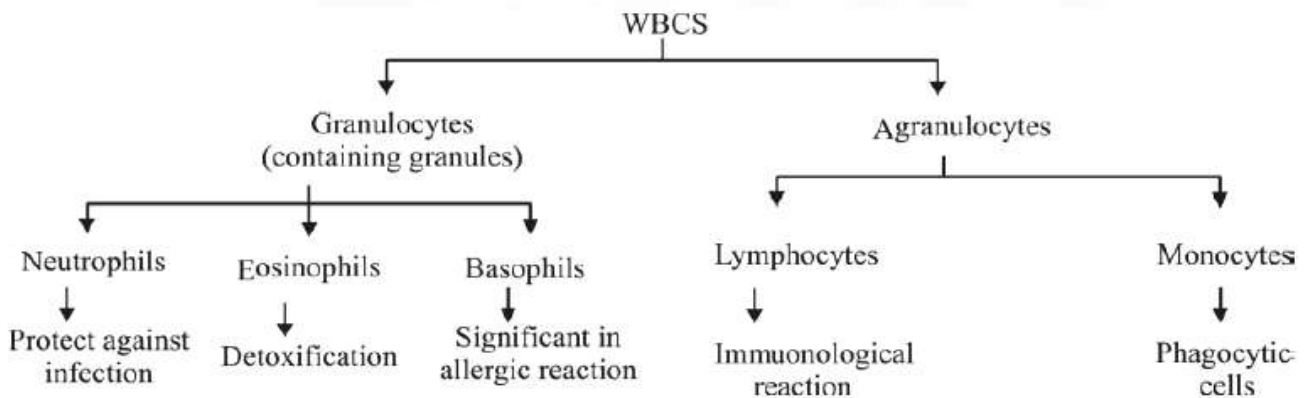 WBCS
Granulocytes
(containing granules)
Agranulocytes
Neutrophils
Eosinophils
Basophils
Lymphocytes
Monocytes
Protect against
infection
Detoxification
Significant in
allergic reaction
Immuonological
reaction
Phagocytic
cells